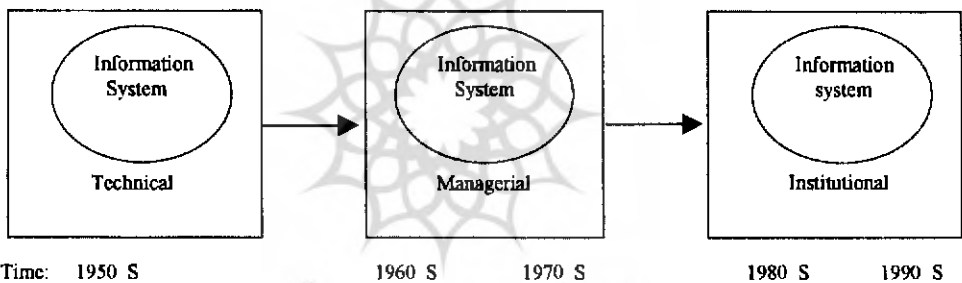 Information
System
Technical
Information
System
Managerial
Information
system
Institutional
Time: 1950 S 1960 S 1970 S 1980 S 1990 S